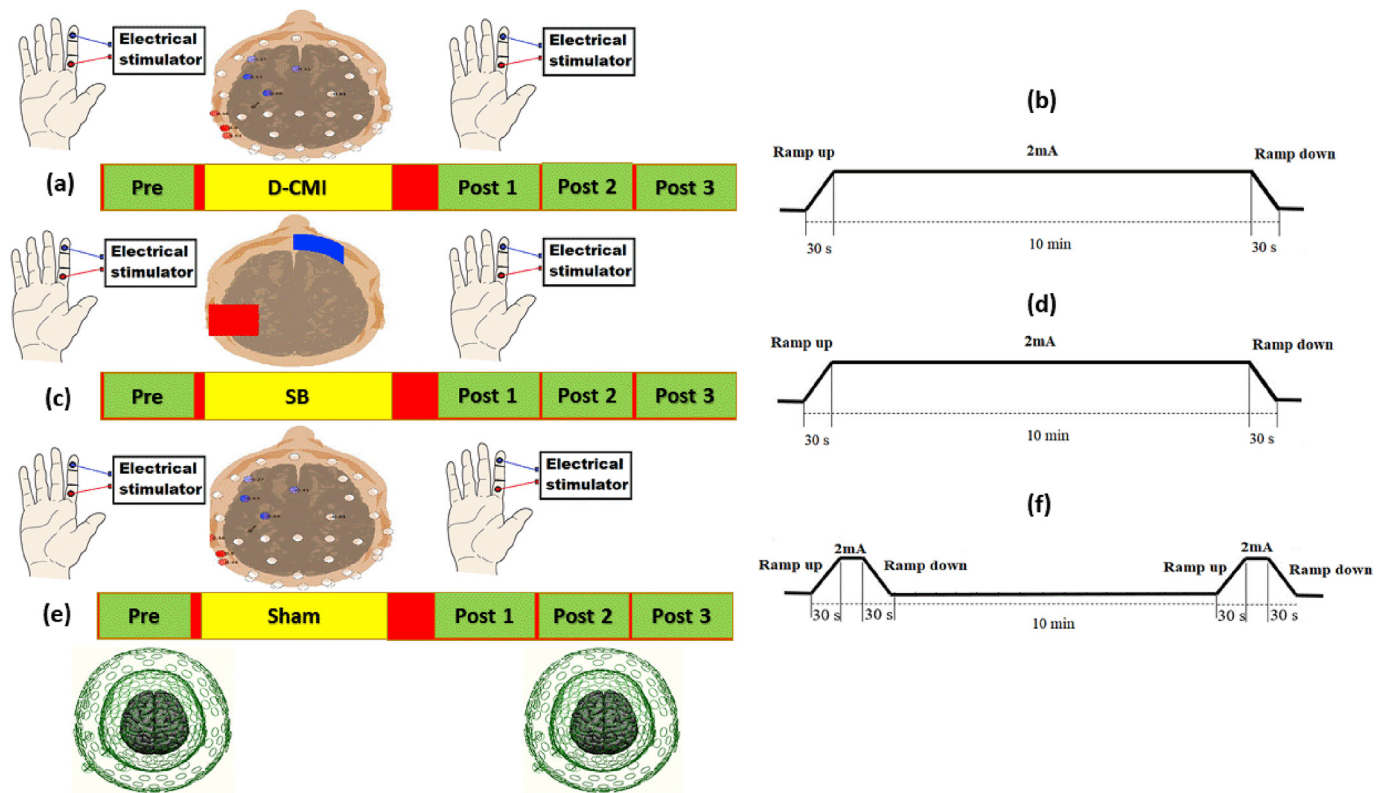 Electrical
stimulator
Electrical
stimulator
(a)
Pre
D-CMI
Post 1
Post 2
Post 3
(b)
Ramp up
2mA
Ramp down
30 s
10 min
30 s
Electrical
stimulator
Electrical
stimulator
(c)
Pre
SB
Post 1
Post 2
Post 3
(d)
Ramp up
2mA
Ramp down
30 s
10 min
30 s
Electrical
stimulator
Electrical
stimulator
(e)
Pre
Sham
Post 1
Post 2
Post 3
(f)
Ramp up
2mA
Ramp down
Ramp up
2mA
Ramp down
30 s
30 s
10 min
30 s
30 s